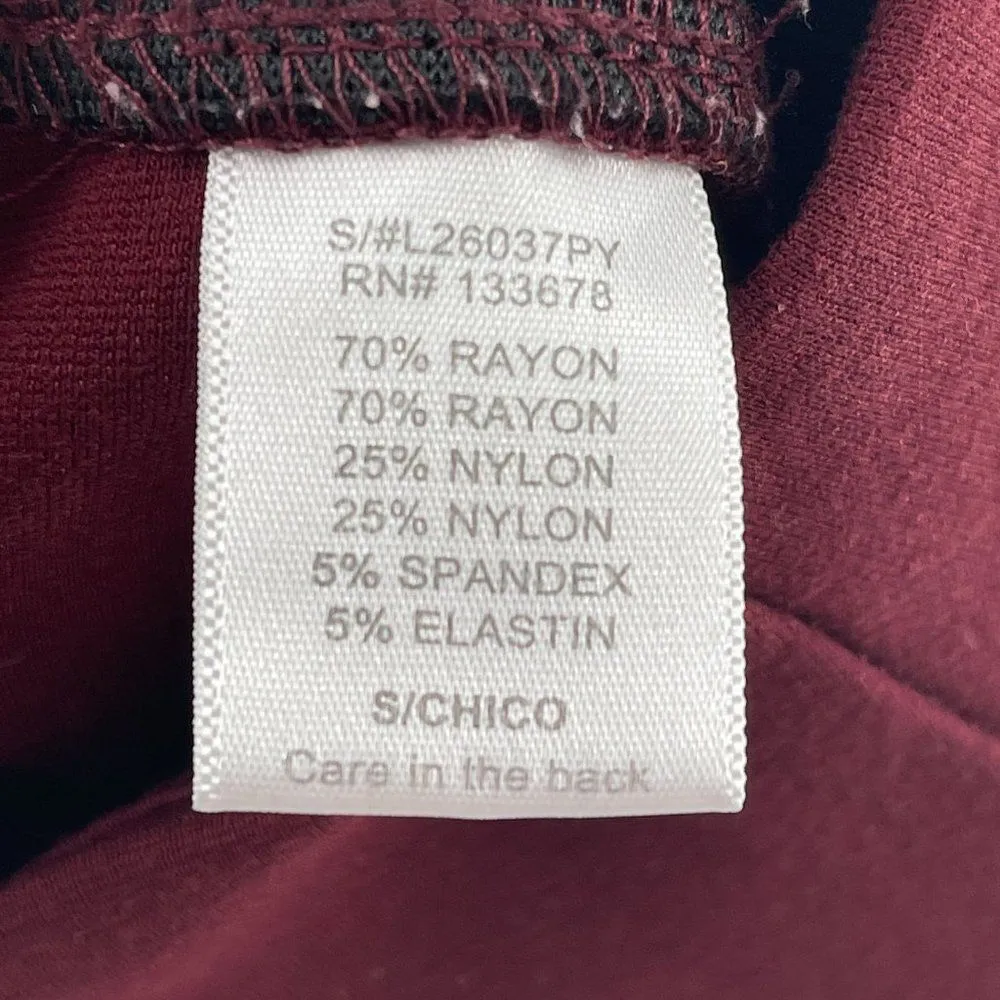 S/#L26037PY
RN# 133678
70% RAYON
70% RAYON
25% NYLON
25% NYLON
5% SPANDEX
5% ELASTIN
S/CHICO
Care in the back